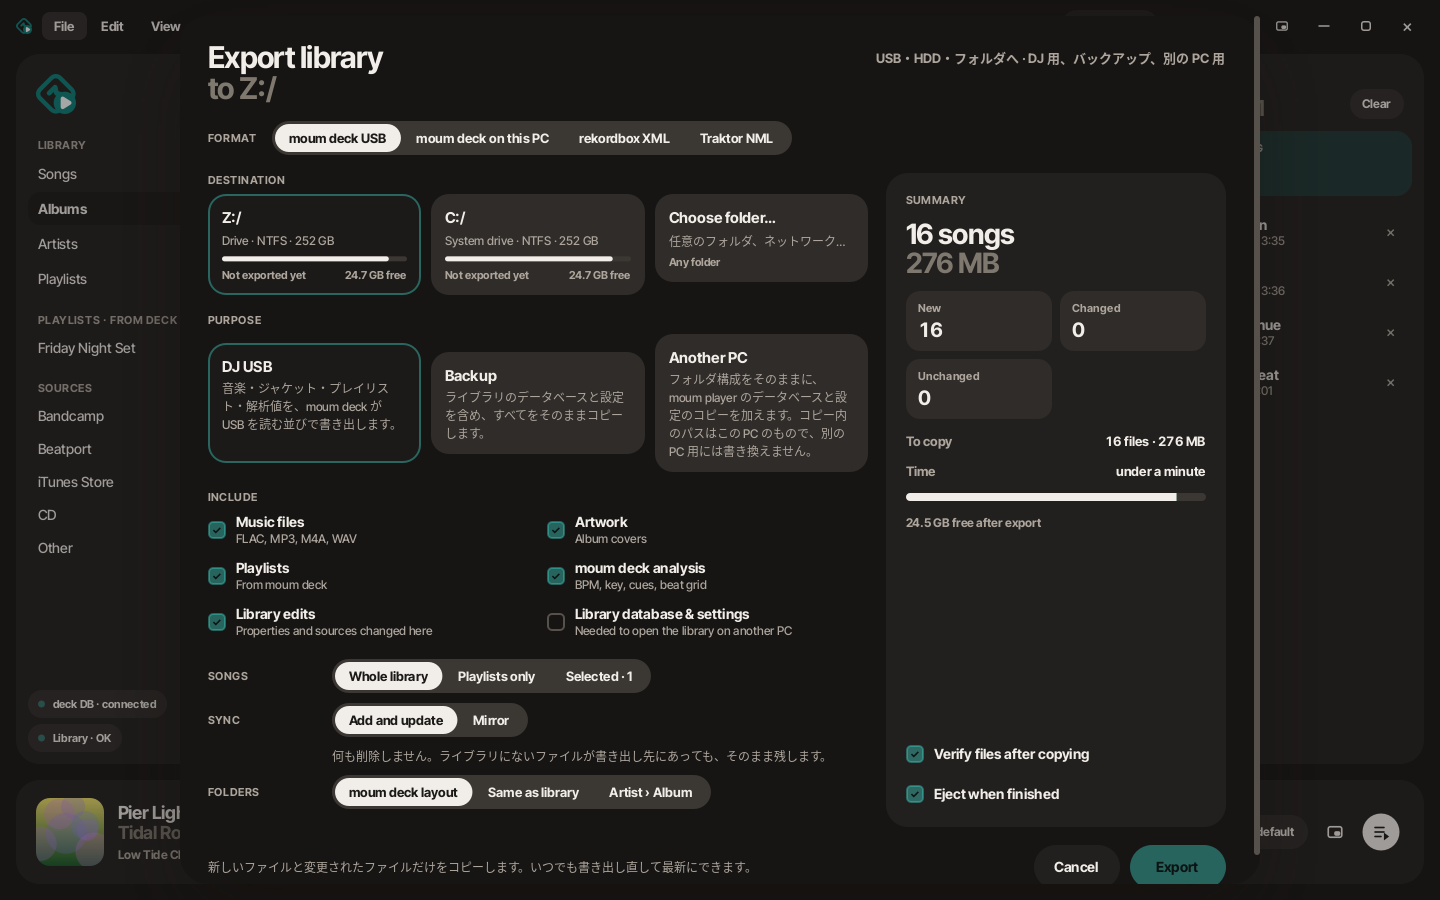 File Edit View
Export library
to Z:/
USB・HDD・フォルダへ · DJ 用、バックアップ、別の PC 用
Clear
LIBRARY
Songs
Albums
Artists
Playlists
PLAYLISTS · FROM DECK
Friday Night Set
SOURCES
Bandcamp
Beatport
iTunes Store
CD
Other
deck DB · connected
Library · OK
FORMAT
moum deck USB
moum deck on this PC
rekordbox XML
Traktor NML
DESTINATION
Z:/
Drive · NTFS · 252 GB
Not exported yet 24.7 GB free
C:/
System drive · NTFS · 252 GB
Not exported yet 24.7 GB free
Choose folder...
任意のフォルダ、ネットワーク...
Any folder
PURPOSE
DJ USB
音楽・ジャケット・プレイリス
ト・解析値を、moum deck が
USB を読む並びで書き出します。
Backup
ライブラリのデータベースと設定
を含め、すべてをそのままコピー
します。
Another PC
フォルダ構成をそのままに、
moum player のデータベースと設
定のコピーを加えます。コピー内
のパスはこの PC のもので、別の
PC 用には書き換えません。
INCLUDE
Music files
FLAC, MP3, M4A, WAV
Artwork
Album covers
Playlists
From moum deck
moum deck analysis
BPM, key, cues, beat grid
Library edits
Properties and sources changed here
Library database & settings
Needed to open the library on another PC
SONGS
Whole library
Playlists only
Selected · 1
SYNC
Add and update
Mirror
何も削除しません。ライブラリにないファイルが書き出し先にあっても、そのまま残します。
FOLDERS
moum deck layout
Same as library
Artist › Album
SUMMARY
16 songs
276 MB
New
16
Changed
0
Unchanged
0
To copy 16 files · 276 MB
Time under a minute
24.5 GB free after export
Verify files after copying
Eject when finished
新しいファイルと変更されたファイルだけをコピーします。いつでも書き出し直して最新にできます。
Cancel
Export
3:35
3:36
Pier Ligh
Tidal Ro
Low Tide
default